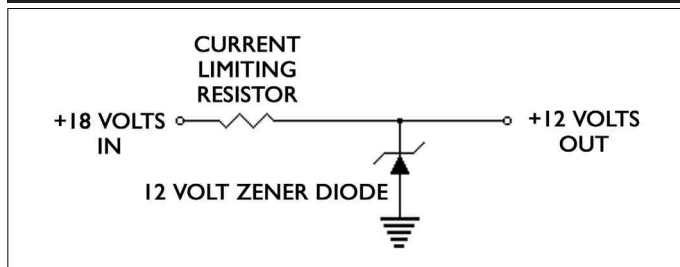 CURRENT
LIMITING
RESISTOR
+18 VOLTS
IN
+12 VOLTS
OUT
12 VOLT ZENER DIODE